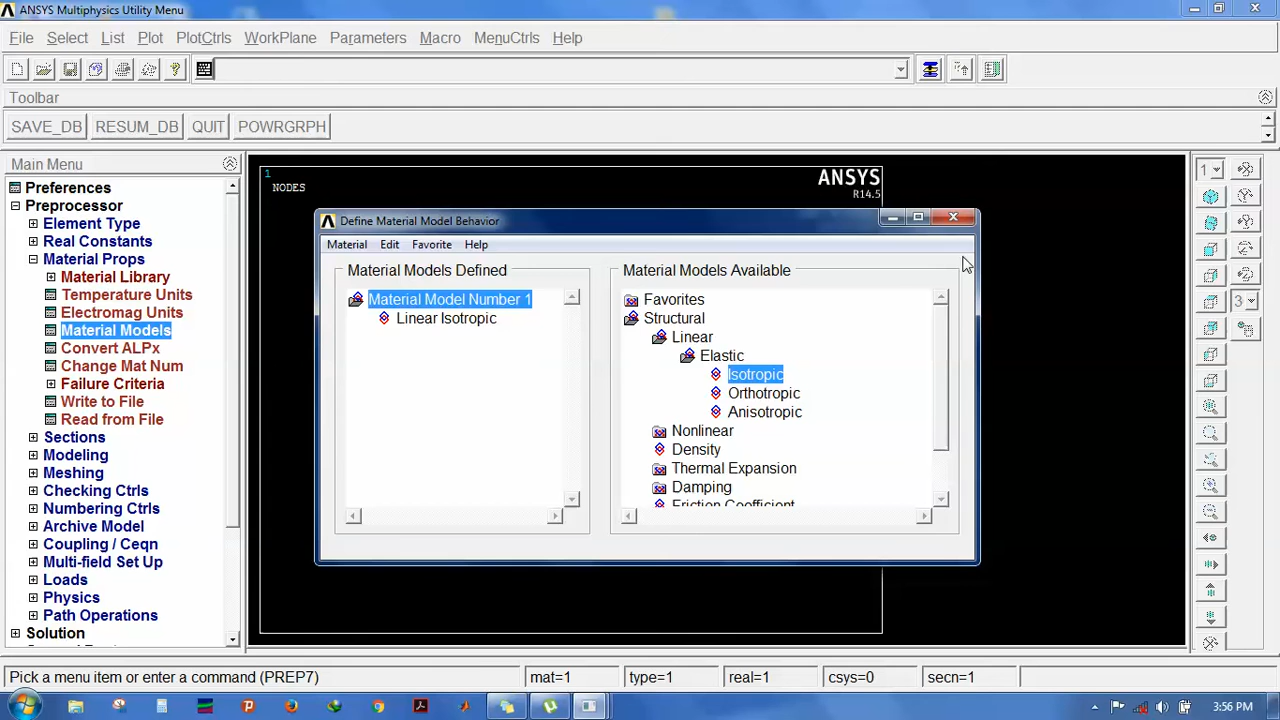 ANSYS Multiphysics Utility Menu
File Select List Plot PlotCtrls WorkPlane Parameters Macro MenuCtrls Help
Toolbar
SAVE_DB RESUM_DB QUIT POWRGRPH
Main Menu
Preferences
Preprocessor
Element Type
Real Constants
Material Props
Material Library
Temperature Units
Electromag Units
Material Models
Convert ALPx
Change Mat Num
Failure Criteria
Write to File
Read from File
Sections
Modeling
Meshing
Checking Ctrls
Numbering Ctrls
Archive Model
Coupling / Ceqn
Multi-field Set Up
Loads
Physics
Path Operations
Solution
1
NODES
ANSYS
R14.5
Define Material Model Behavior
Material Edit Favorite Help
Material Models Defined
Material Model Number 1
Linear Isotropic
Material Models Available
Favorites
Structural
Linear
Elastic
Isotropic
Orthotropic
Anisotropic
Nonlinear
Density
Thermal Expansion
Damping
Friction Coefficient
1
3
Pick a menu item or enter a command (PREP7) mat=1 type=1 real=1 csys=0 secn=1
3:56 PM